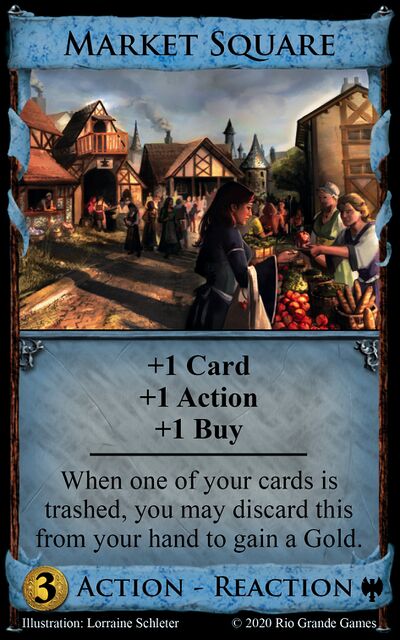 Market Square
+1 Card
+1 Action
+1 Buy
When one of your cards is
trashed, you may discard this
from your hand to gain a Gold.
3 Action - Reaction
Illustration: Lorraine Schleter © 2020 Rio Grande Games